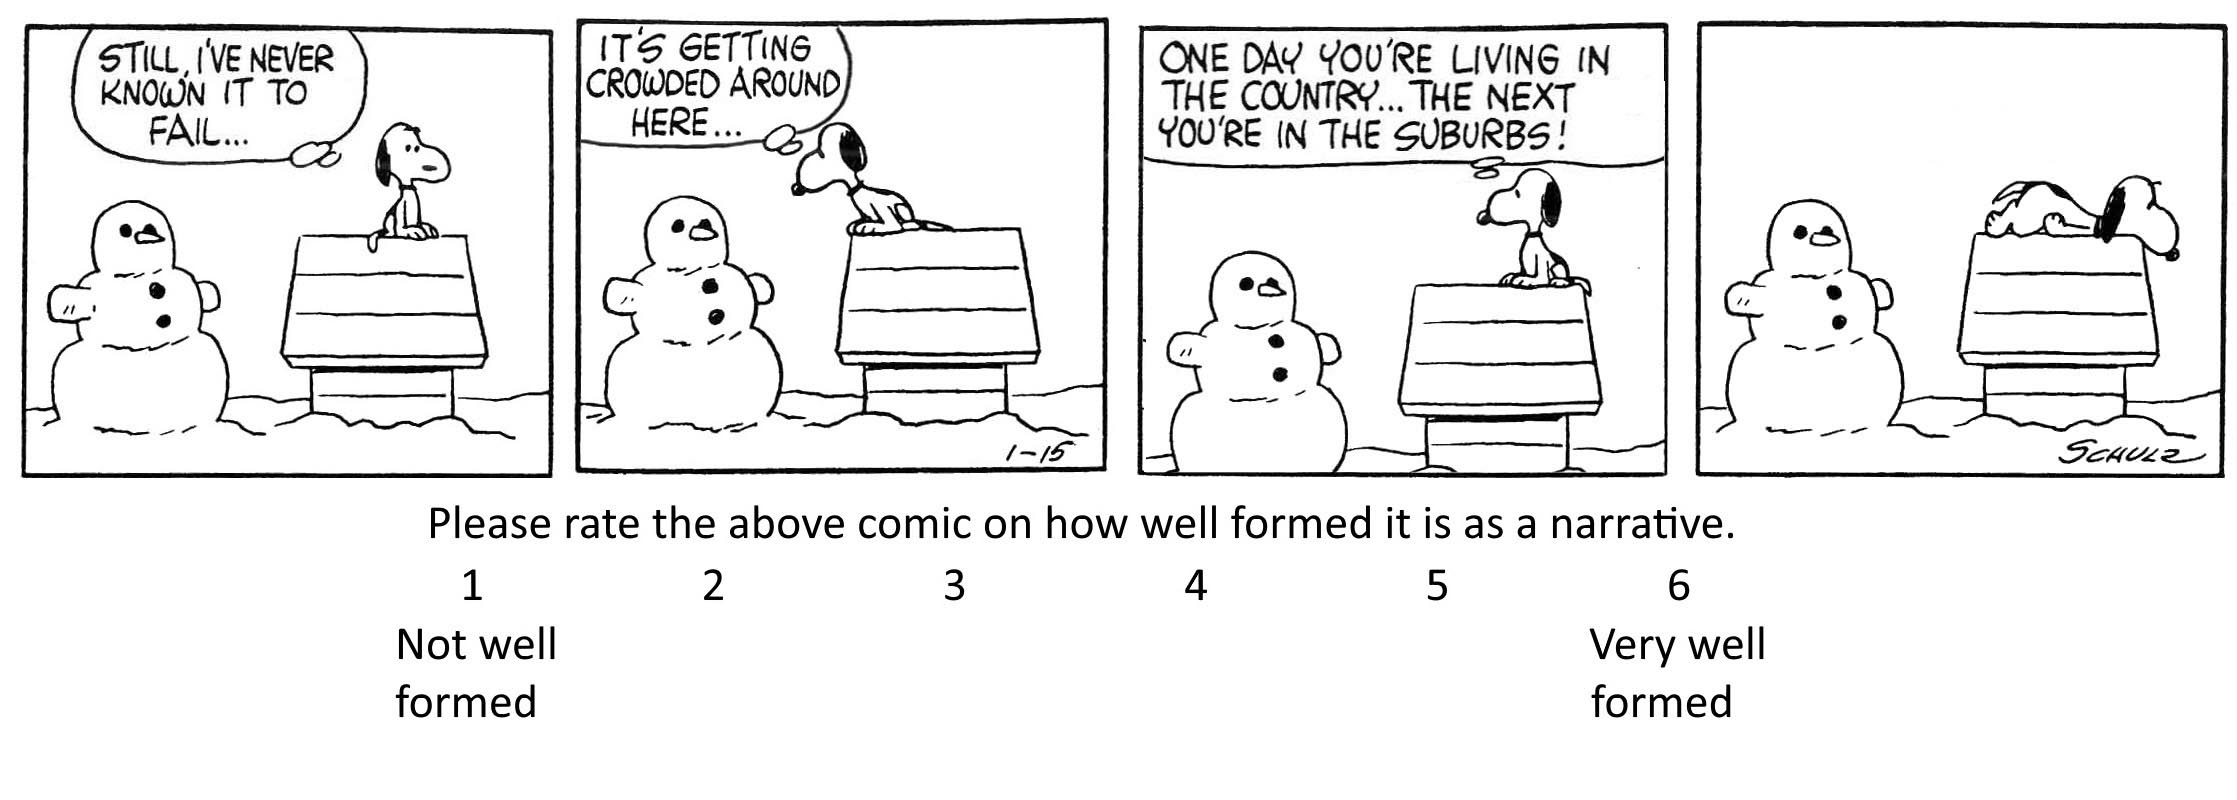 STILL, I'VE NEVER
KNOWN IT TO
FAIL...
IT'S GETTING
CROWDED AROUND
HERE...
1-15
ONE DAY YOU'RE LIVING IN
THE COUNTRY... THE NEXT
YOU'RE IN THE SUBURBS!
SCHULZ
Please rate the above comic on how well formed it is as a narrative.
1 2 3 4 5 6
Not well Very well
formed formed